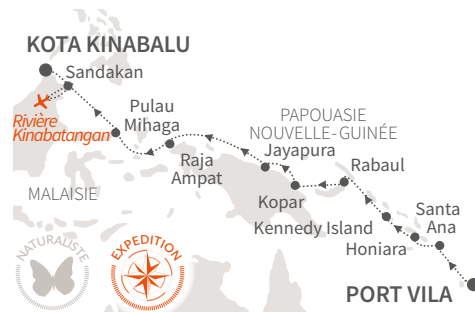 KOTA KINABALU
Sandakan
Rivière
Kinabatangan
Pulau
Mihaga
PAPOUASIE
NOUVELLE-GUINÉE
Jayapura
Raja
Ampat
Rabaul
MALAISIE
Kopar
Kennedy Island
Santa
Ana
Honiara
NATURALISTE
EXPEDITION
PORT VILA